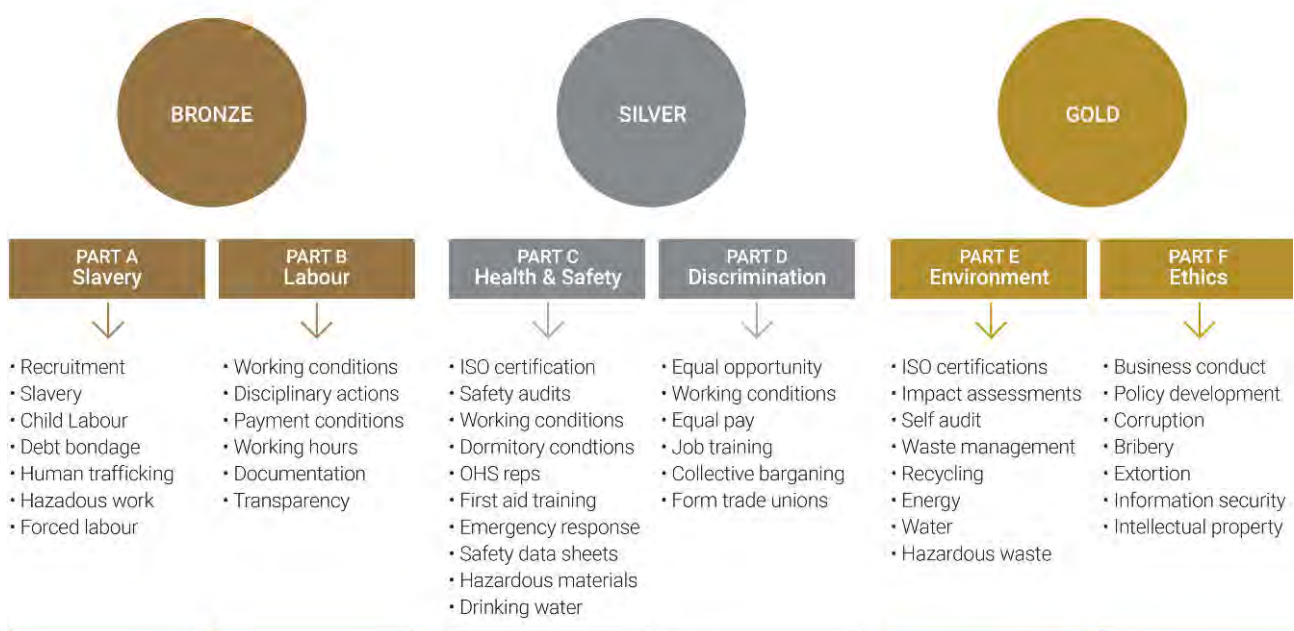 BRONZE
SILVER
GOLD
PART A
Slavery
PART B
Labour
PART C
Health & Safety
PART D
Discrimination
PART E
Environment
PART F
Ethics
• Recruitment
• Slavery
• Child Labour
• Debt bondage
• Human trafficking
• Hazadous work
• Forced labour
• Working conditions
• Disciplinary actions
• Payment conditions
• Working hours
• Documentation
• Transparency
• ISO certification
• Safety audits
• Working conditions
• Dormitory condtions
• OHS reps
• First aid training
• Emergency response
• Safety data sheets
• Hazardous materials
• Drinking water
• Equal opportunity
• Working conditions
• Equal pay
• Job training
• Collective barganing
• Form trade unions
• ISO certifications
• Impact assessments
• Self audit
• Waste management
• Recycling
• Energy
• Water
• Hazardous waste
• Business conduct
• Policy development
• Corruption
• Bribery
• Extortion
• Information security
• Intellectual property